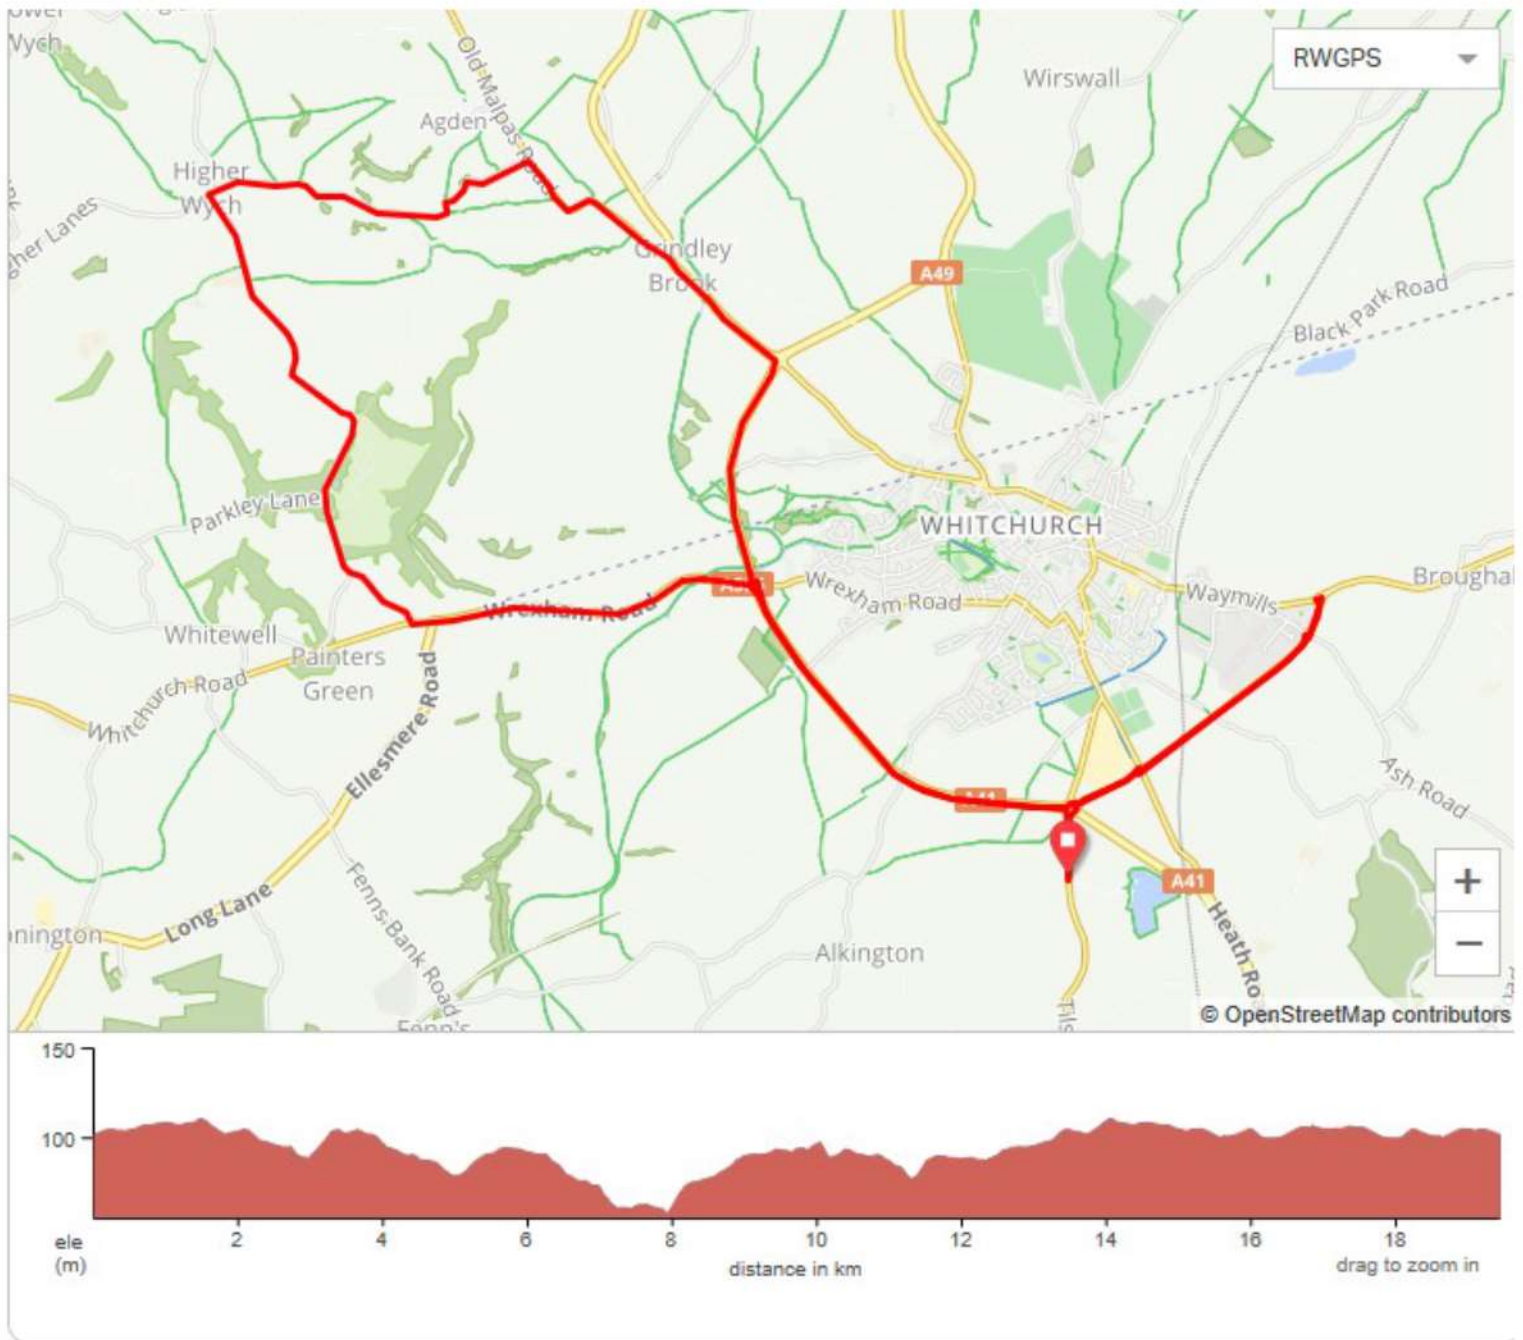 Wych
RWGPS
Wirswall
Old Malpas Road
Agden
Higher
Wych
Grindley
Brook
A49
Black Park Road
WHITCHURCH
Parkley Lane
Wrexham Road
Wrexham Road
Waymills
Whitewell
Painters
Green
Whitchurch Road
Ellesmere Road
Ash Road
A41
A41
Long Lane
Fenns Bank Road
Heath Ro
Alkington
nington
Tils
Fenn's
+
−
© OpenStreetMap contributors
150
100
ele
(m)
2
4
6
8
10
12
14
16
18
distance in km
drag to zoom in